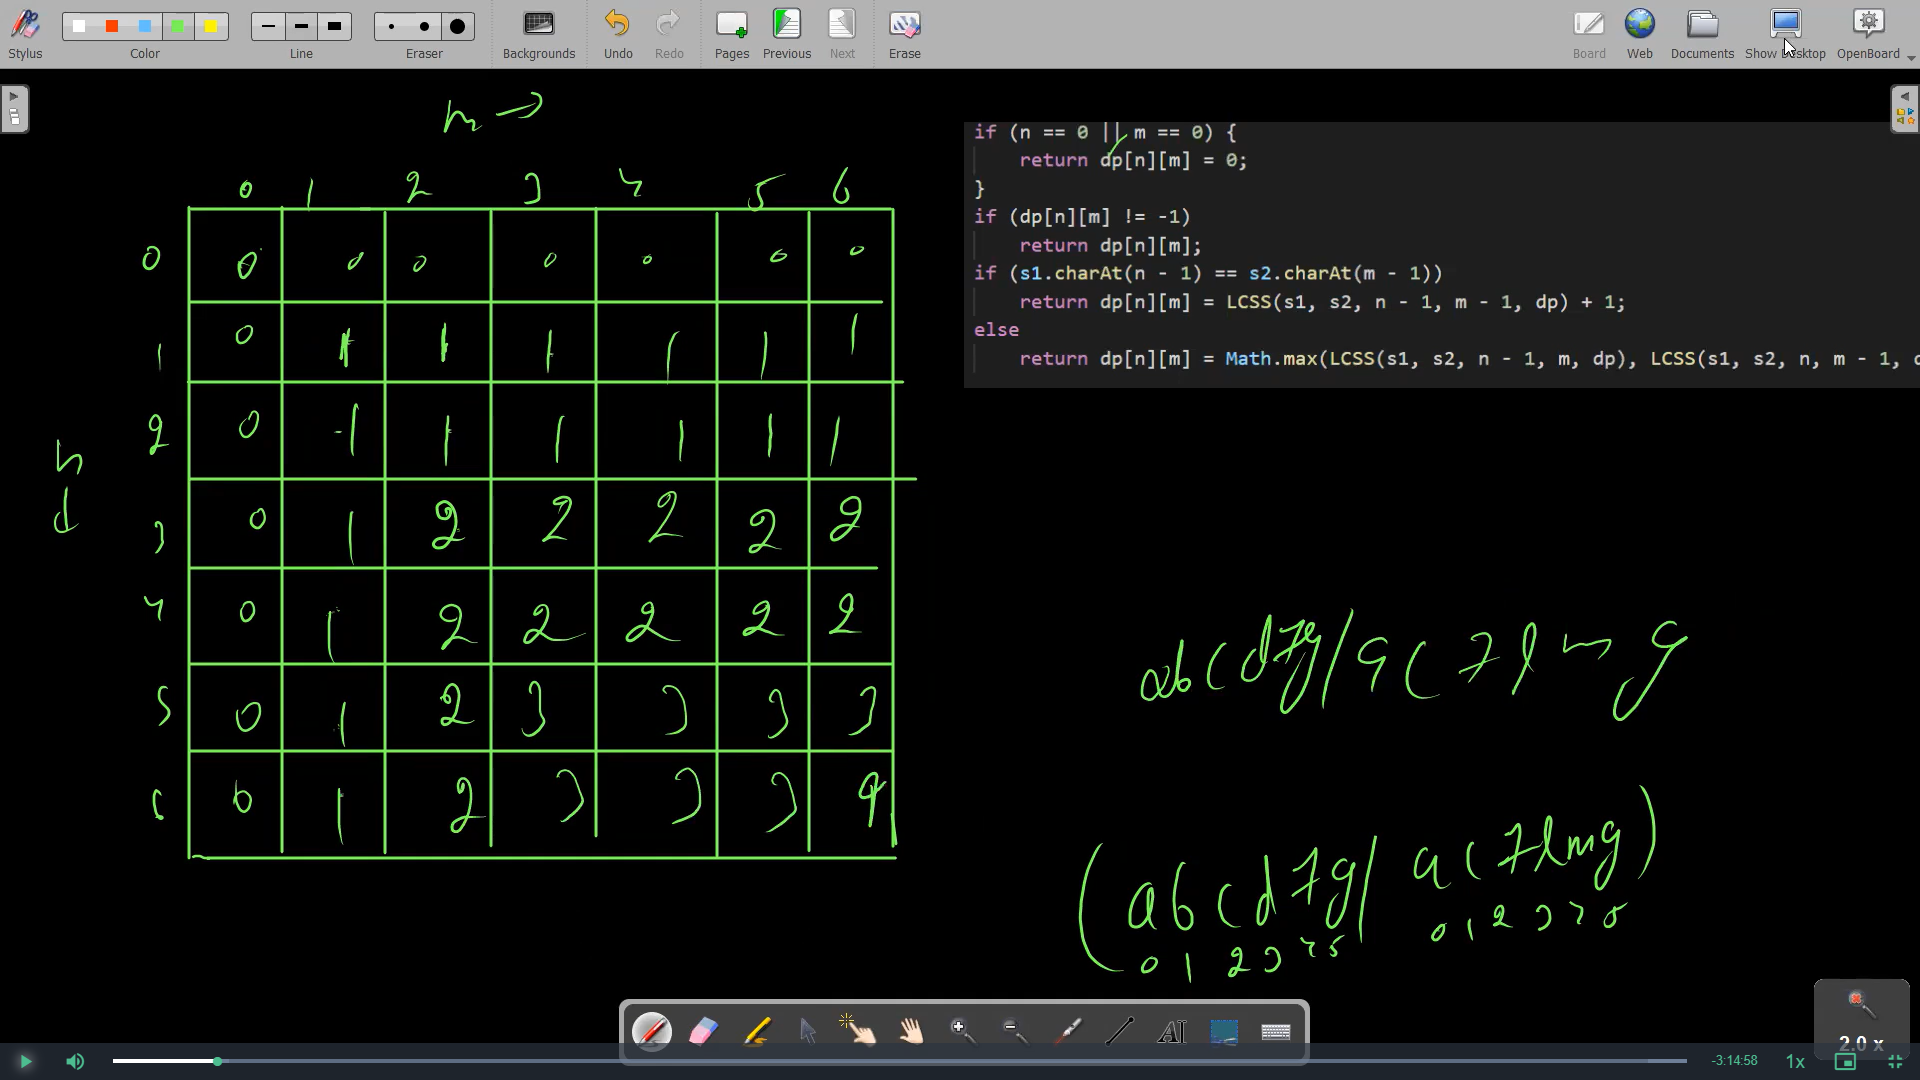 Stylus Color Line Eraser Backgrounds Undo Redo Pages Previous Next Erase Board Web Documents Show Desktop OpenBoard
m →
0 1 2 3 4 5 6
0 0 0 0 0 0 0 0
1 0 1 1 1 1 1 1
2 0 1 1 1 1 1 1
n
3 0 1 2 2 2 2 2
4 0 1 2 2 2 2 2
5 0 1 2 3 3 3 3
6 0 1 2 3 3 3 4
if (n == 0 || m == 0) {
return dp[n][m] = 0;
}
if (dp[n][m] != -1)
return dp[n][m];
if (s1.charAt(n - 1) == s2.charAt(m - 1))
return dp[n][m] = LCSS(s1, s2, n - 1, m - 1, dp) + 1;
else
return dp[n][m] = Math.max(LCSS(s1, s2, n - 1, m, dp), LCSS(s1, s2, n, m - 1, d
abcd7g/ac7lmg
(abcd7g/ac7lmg)
0 1 2 3 4 5 0 1 2 3 4 5
AI
2.0 x
-3:14:58 1x